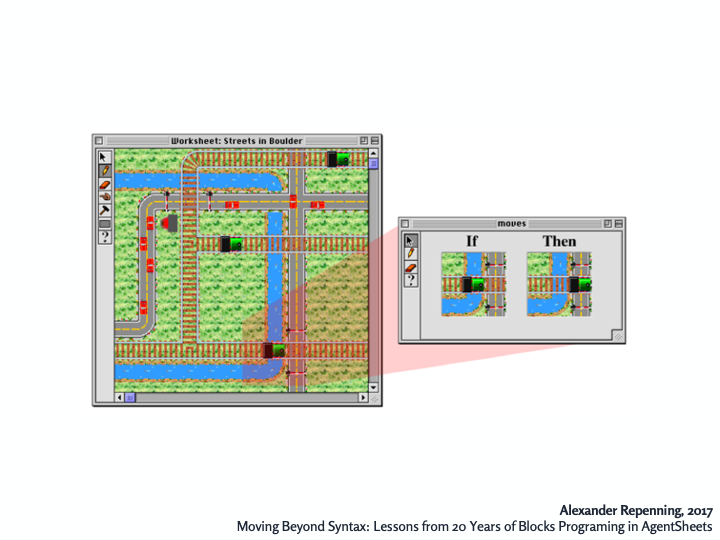 Worksheet: Streets in Boulder
?
moves
If
Then
?
Alexander Repenning, 2017
Moving Beyond Syntax: Lessons from 20 Years of Blocks Programing in AgentSheets